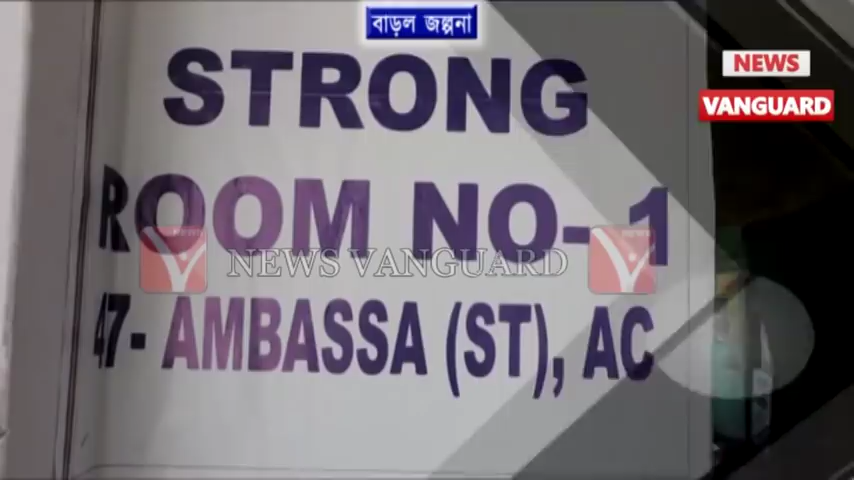 বাড়ল জল্পনা
NEWS
VANGUARD
STRONG
ROOM NO- 1
NEWS VANGUARD
47- AMBASSA (ST), AC